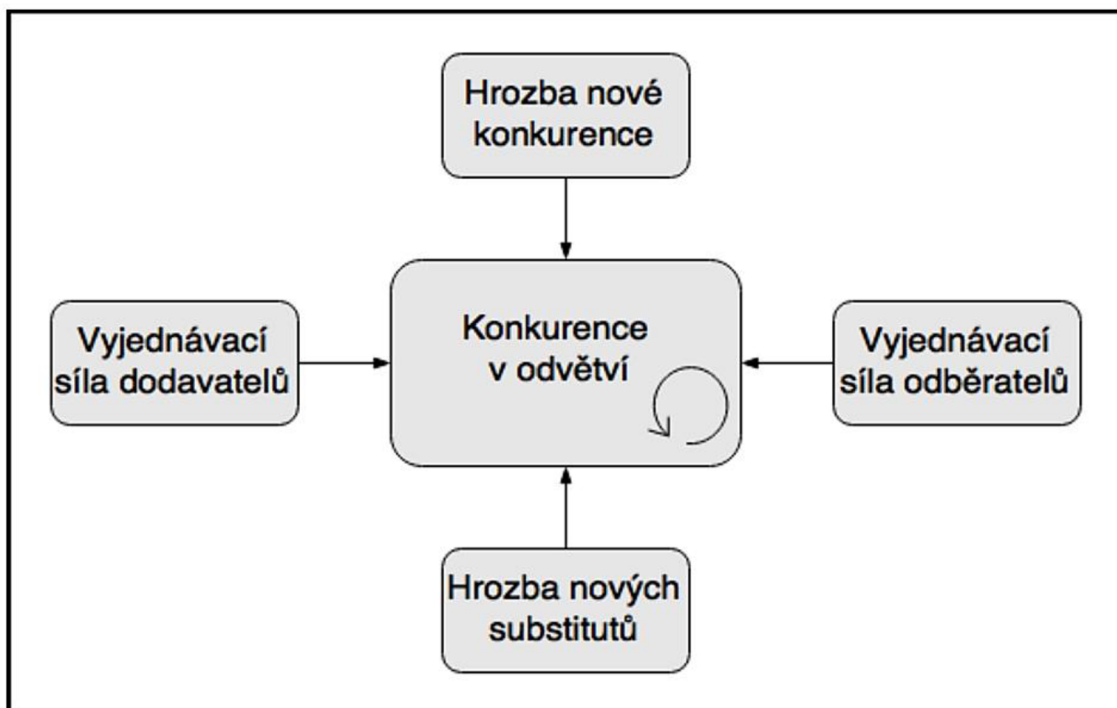 Hrozba nové
konkurence
Vyjednávací
síla dodavatelů
Konkurence
v odvětví
Vyjednávací
síla odběratelů
Hrozba nových
substitutů